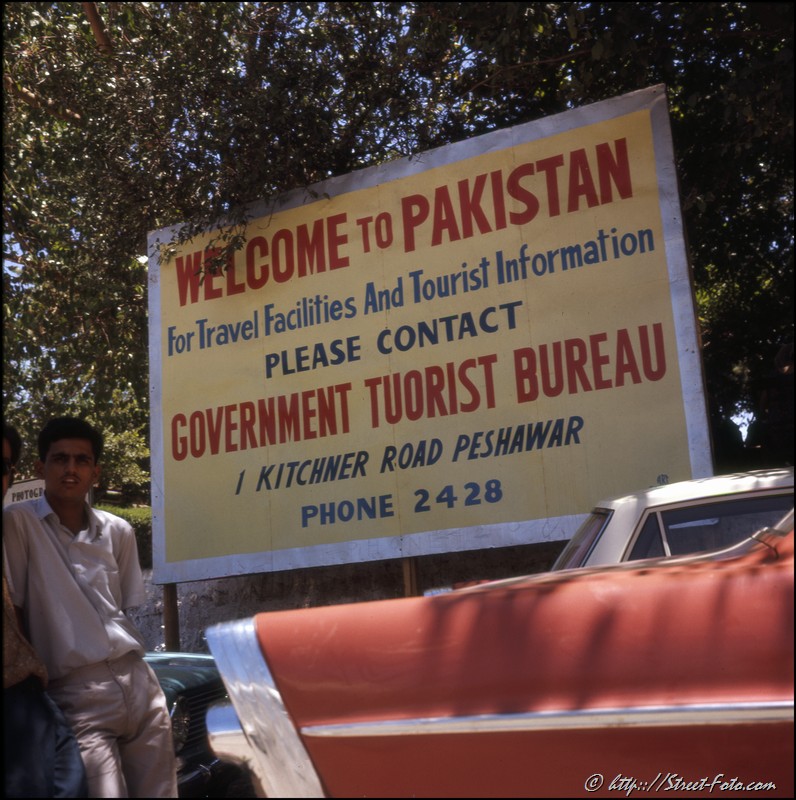 WELCOME TO PAKISTAN
For Travel Facilities And Tourist Information
PLEASE CONTACT
GOVERNMENT TUORIST BUREAU
1 KITCHNER ROAD PESHAWAR
PHONE 2428
PHOTOGR
© http://Street-Foto.com